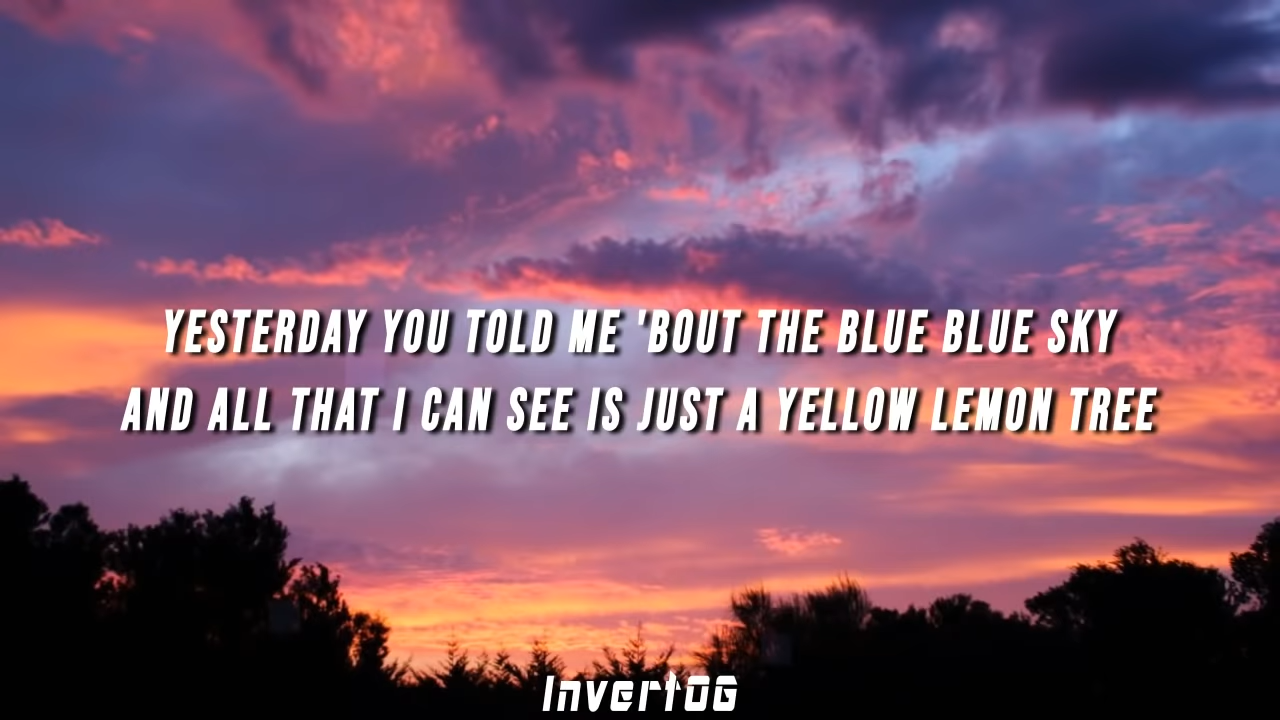 YESTERDAY YOU TOLD ME 'BOUT THE BLUE BLUE SKY
AND ALL THAT I CAN SEE IS JUST A YELLOW LEMON TREE
InvertOG